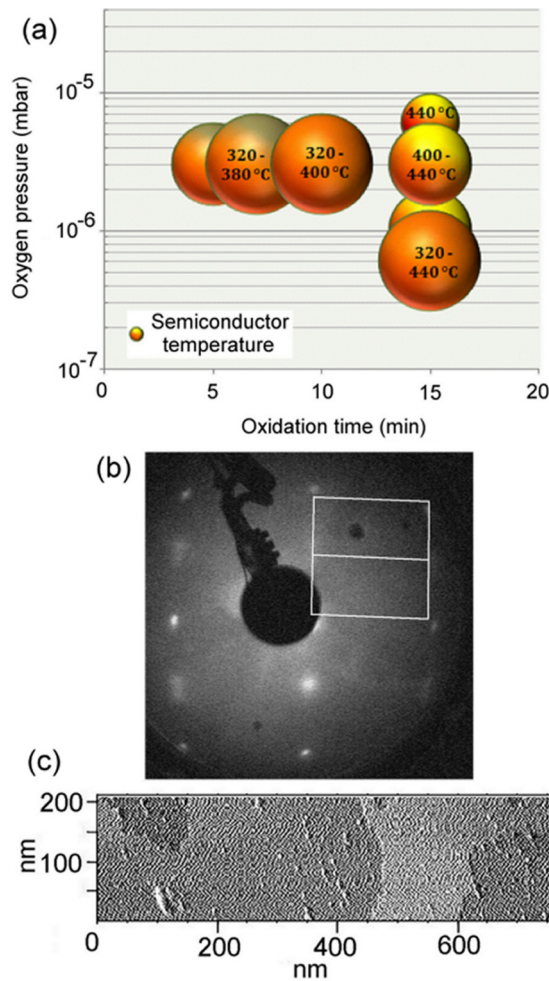 (a)
Oxygen pressure (mbar)
10-5
10-6
10-7
320-
380°C
320-
400°C
440°C
400-
440°C
320-
440°C
Semiconductor
temperature
0 5 10 15 20
Oxidation time (min)
(b)
(c)
200
100
nm
0 200 400 600
nm